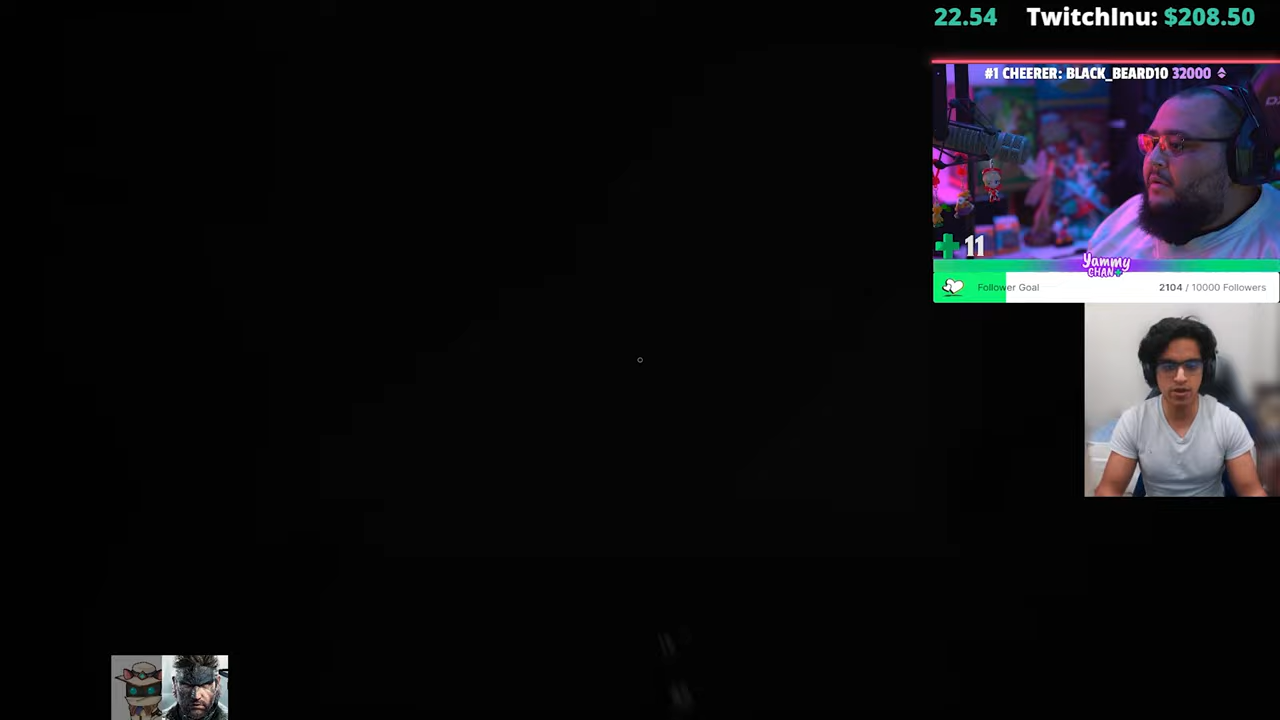 22.54 TwitchInu: $208.50
#1 CHEERER: BLACK_BEARD10 32000
11
Yammy
CHAN
Follower Goal 2104 / 10000 Followers